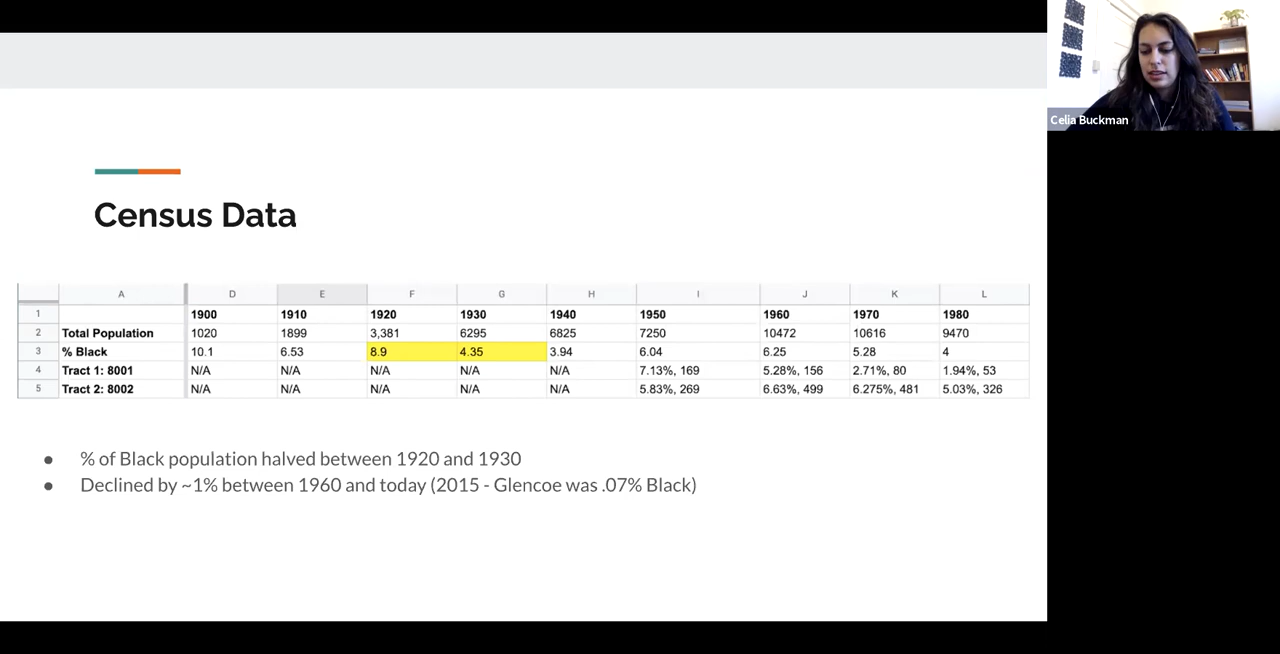 Celia Buckman
Census Data
A D E F G H I J K L
1 1900 1910 1920 1930 1940 1950 1960 1970 1980
2 Total Population 1020 1899 3,381 6295 6825 7250 10472 10616 9470
3 % Black 10.1 6.53 8.9 4.35 3.94 6.04 6.25 5.28 4
4 Tract 1: 8001 N/A N/A N/A N/A N/A 7.13%, 169 5.28%, 156 2.71%, 80 1.94%, 53
5 Tract 2: 8002 N/A N/A N/A N/A N/A 5.83%, 269 6.63%, 499 6.275%, 481 5.03%, 326
● % of Black population halved between 1920 and 1930
● Declined by ~1% between 1960 and today (2015 - Glencoe was .07% Black)